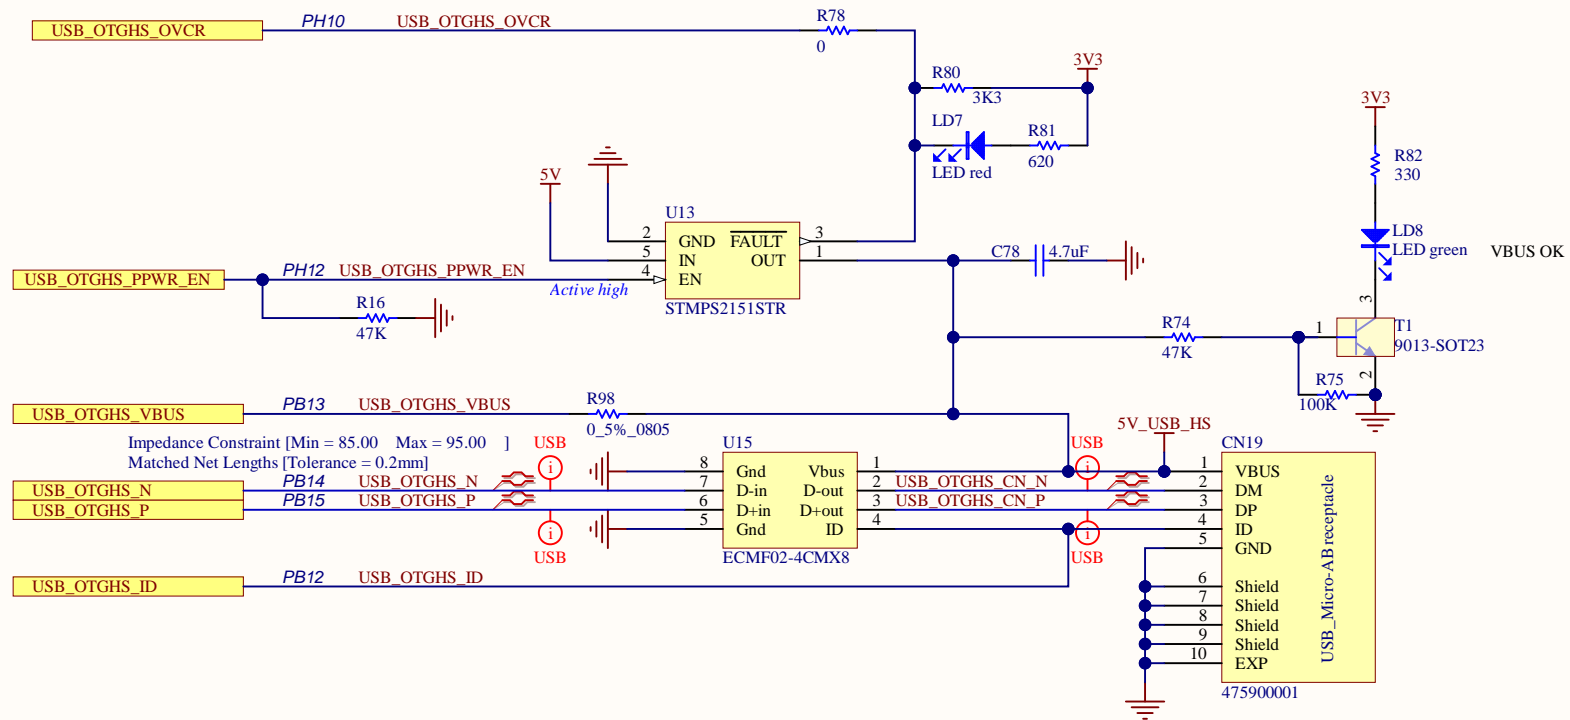 USB_OTGHS_OVCR PH10 USB_OTGHS_OVCR R78
0
R80 3V3
3K3
LD7 R81
LED red 620
3V3
R82
330
LD8
LED green VBUS OK
5V
U13
2 GND FAULT 3
5 IN OUT 1
4 EN
STMPS2151STR
C78 4.7uF
USB_OTGHS_PPWR_EN PH12 USB_OTGHS_PPWR_EN
Active high
R16
47K
R74
47K
3
1 T1
9013-SOT23
2
R75
100K
USB_OTGHS_VBUS PB13 USB_OTGHS_VBUS R98
0_5%_0805
Impedance Constraint [Min = 85.00 Max = 95.00 ]
Matched Net Lengths [Tolerance = 0.2mm]
USB
i
U15
8 Gnd Vbus 1
7 D-in D-out 2
6 D+in D+out 3
5 Gnd ID 4
ECMF02-4CMX8
USB_OTGHS_N PB14 USB_OTGHS_N
USB_OTGHS_P PB15 USB_OTGHS_P
i
USB
USB_OTGHS_CN_N
USB_OTGHS_CN_P
USB
i
i
USB
5V_USB_HS
CN19
1 VBUS
2 DM
3 DP
4 ID
5 GND
6 Shield
7 Shield
8 Shield
9 Shield
10 EXP
USB_Micro-AB receptacle
475900001
USB_OTGHS_ID PB12 USB_OTGHS_ID